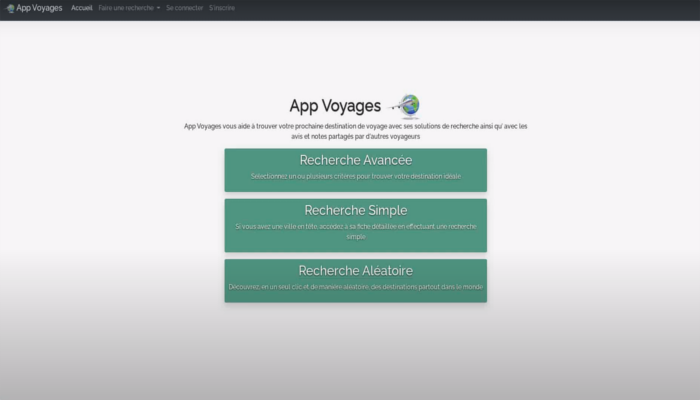 App Voyages Accueil Faire une recherche Se connecter S'inscrire
App Voyages
App Voyages vous aide à trouver votre prochaine destination de voyage avec ses solutions de recherche ainsi qu' avec les
avis et notes partagés par d'autres voyageurs
Recherche Avancée
Sélectionnez un ou plusieurs critères pour trouver votre destination idéale
Recherche Simple
Si vous avez une ville en tête, accédez à sa fiche détaillée en effectuant une recherche
simple
Recherche Aléatoire
Découvrez, en un seul clic et de manière aléatoire, des destinations partout dans le monde